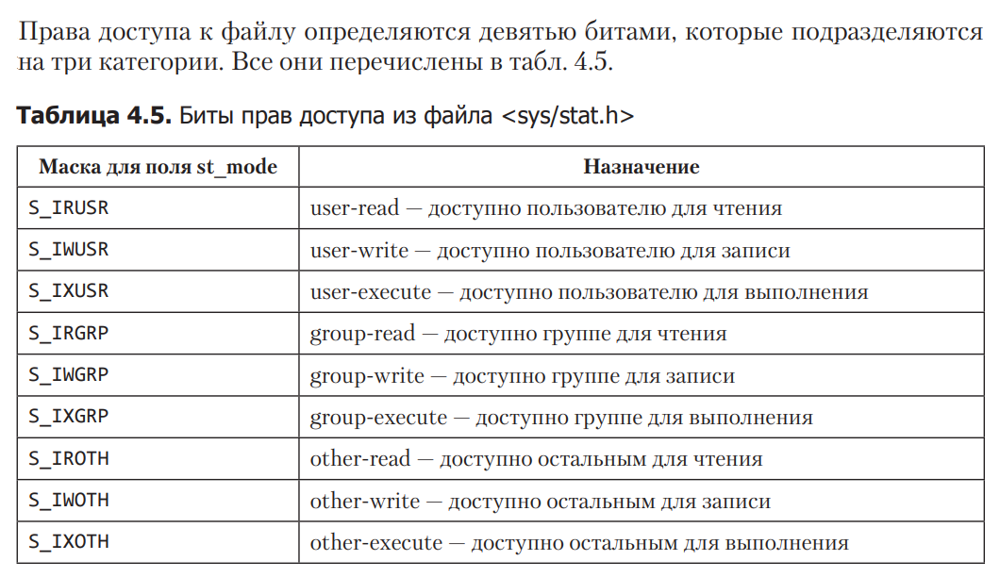 Права доступа к файлу определяются девятью битами, которые подразделяются
на три категории. Все они перечислены в табл. 4.5.
Таблица 4.5. Биты прав доступа из файла <sys/stat.h>
Маска для поля st_mode Назначение
S_IRUSR user-read — доступно пользователю для чтения
S_IWUSR user-write — доступно пользователю для записи
S_IXUSR user-execute — доступно пользователю для выполнения
S_IRGRP group-read — доступно группе для чтения
S_IWGRP group-write — доступно группе для записи
S_IXGRP group-execute — доступно группе для выполнения
S_IROTH other-read — доступно остальным для чтения
S_IWOTH other-write — доступно остальным для записи
S_IXOTH other-execute — доступно остальным для выполнения